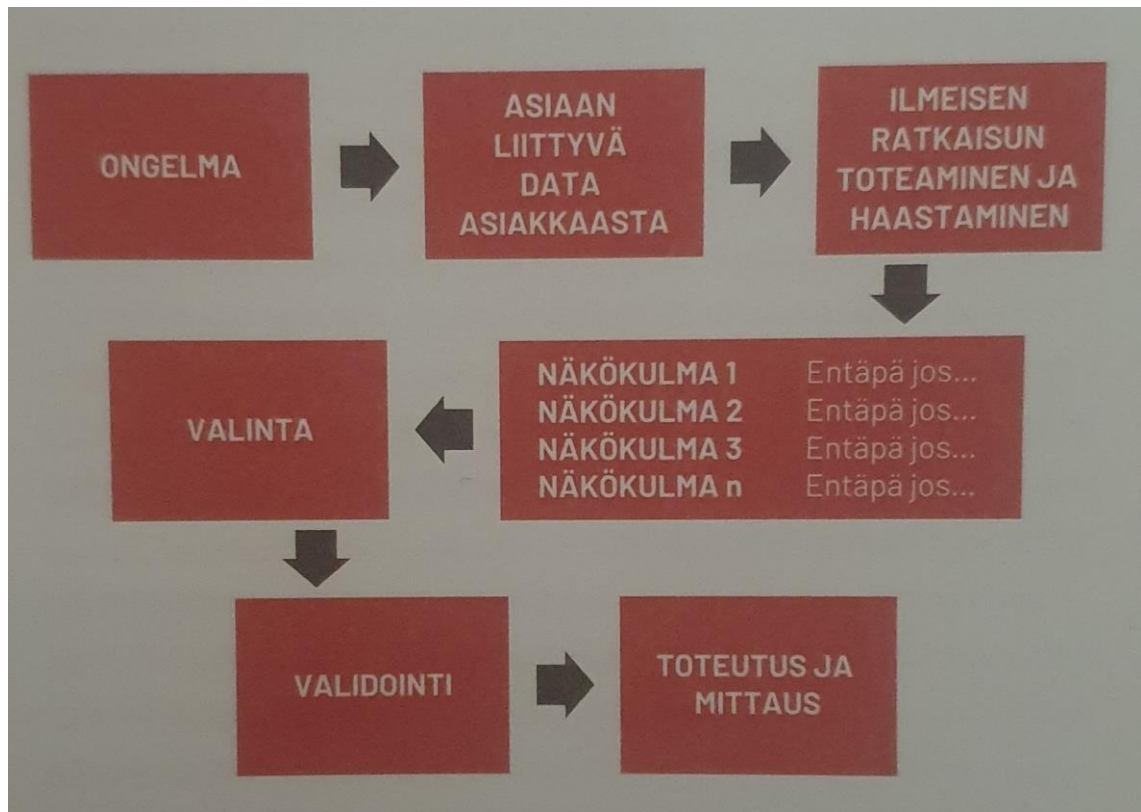 ONGELMA
ASIAAN
LIITTYVÄ
DATA
ASIAKKAASTA
ILMEISEN
RATKAISUN
TOTEAMINEN JA
HAASTAMINEN
NÄKÖKULMA 1 Entäpä jos...
NÄKÖKULMA 2 Entäpä jos...
NÄKÖKULMA 3 Entäpä jos...
NÄKÖKULMA n Entäpä jos...
VALINTA
VALIDOINTI
TOTEUTUS JA
MITTAUS